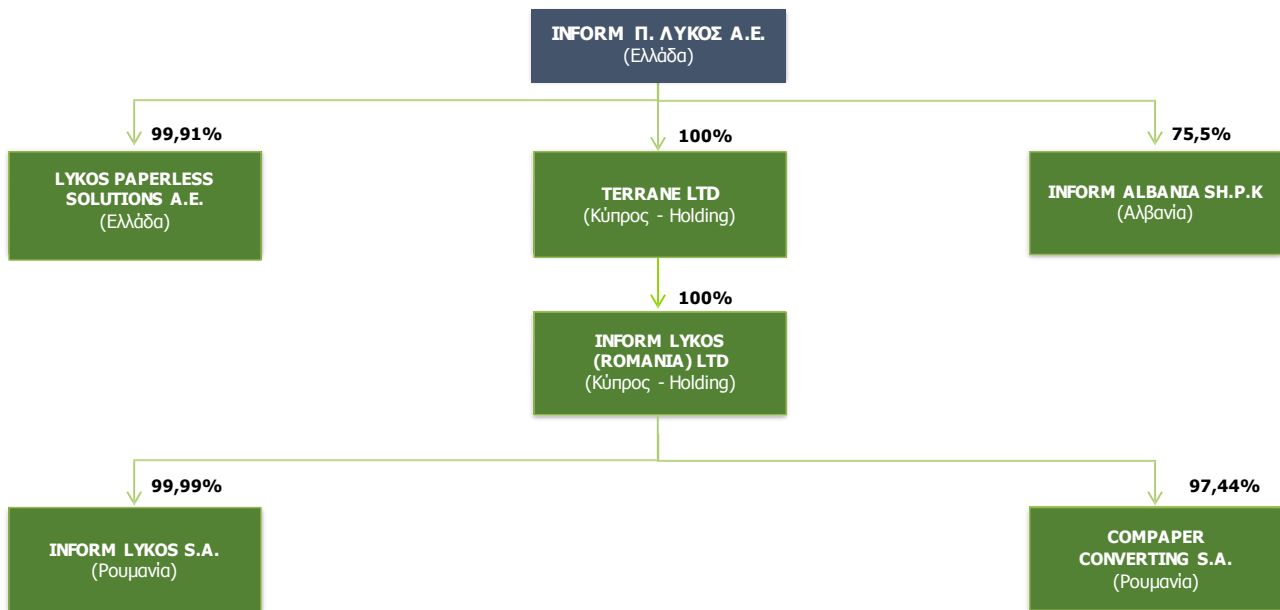 INFORM Π. ΛΥΚΟΣ Α.Ε.
(Ελλάδα)
99,91%
100%
75,5%
LYKOS PAPERLESS
SOLUTIONS A.E.
(Ελλάδα)
TERRANE LTD
(Κύπρος - Holding)
INFORM ALBANIA SH.P.K
(Αλβανία)
100%
INFORM LYKOS
(ROMANIA) LTD
(Κύπρος - Holding)
99,99%
97,44%
INFORM LYKOS S.A.
(Ρουμανία)
COMPAPER
CONVERTING S.A.
(Ρουμανία)